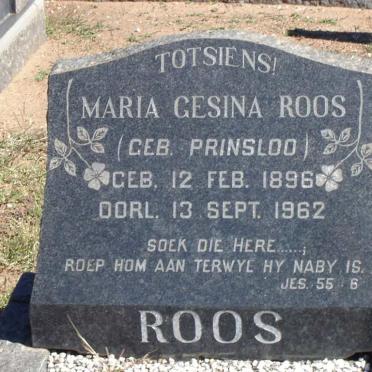 TOTSIENS!
MARIA GESINA ROOS
(GEB. PRINSLOO)
GEB. 12 FEB. 1896
OORL. 13 SEPT. 1962
SOEK DIE HERE......;
ROEP HOM AAN TERWYL HY NABY IS.
JES. 55 : 6
ROOS